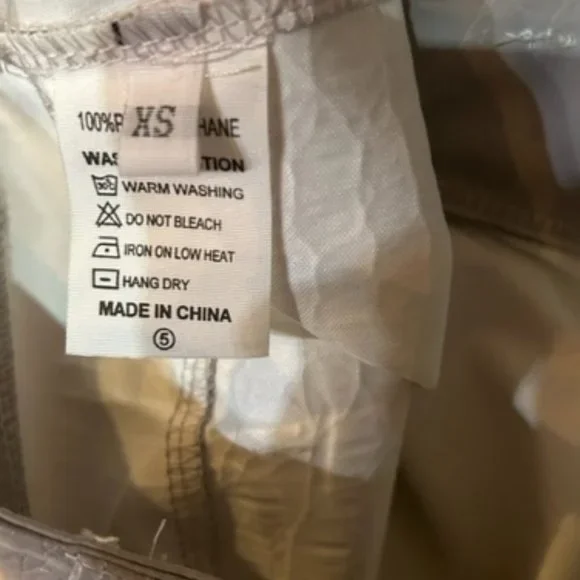 100%P XS HANE
WAS TION
30 WARM WASHING
DO NOT BLEACH
IRON ON LOW HEAT
HANG DRY
MADE IN CHINA
5